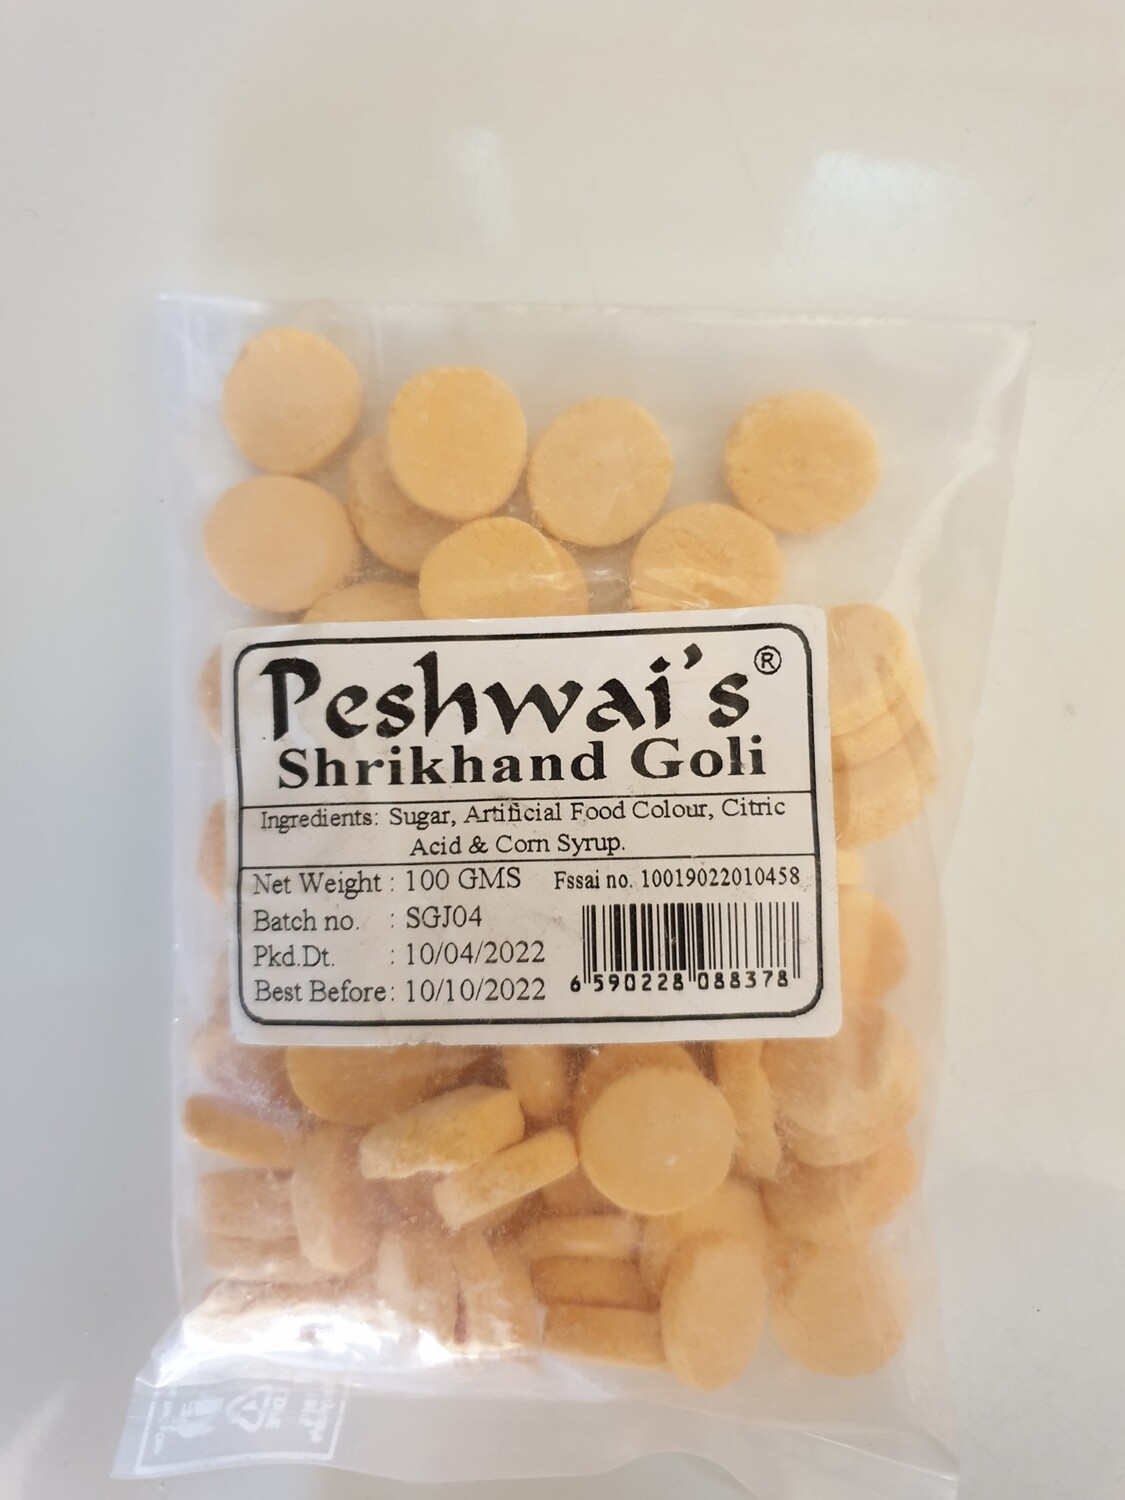 Peshwai's®
Shrikhand Goli
Ingredients: Sugar, Artificial Food Colour, Citric
Acid & Corn Syrup.
Net Weight : 100 GMS Fssai no. 10019022010458
Batch no. : SGJ04
Pkd.Dt. : 10/04/2022
Best Before: 10/10/2022
6 590228 088378